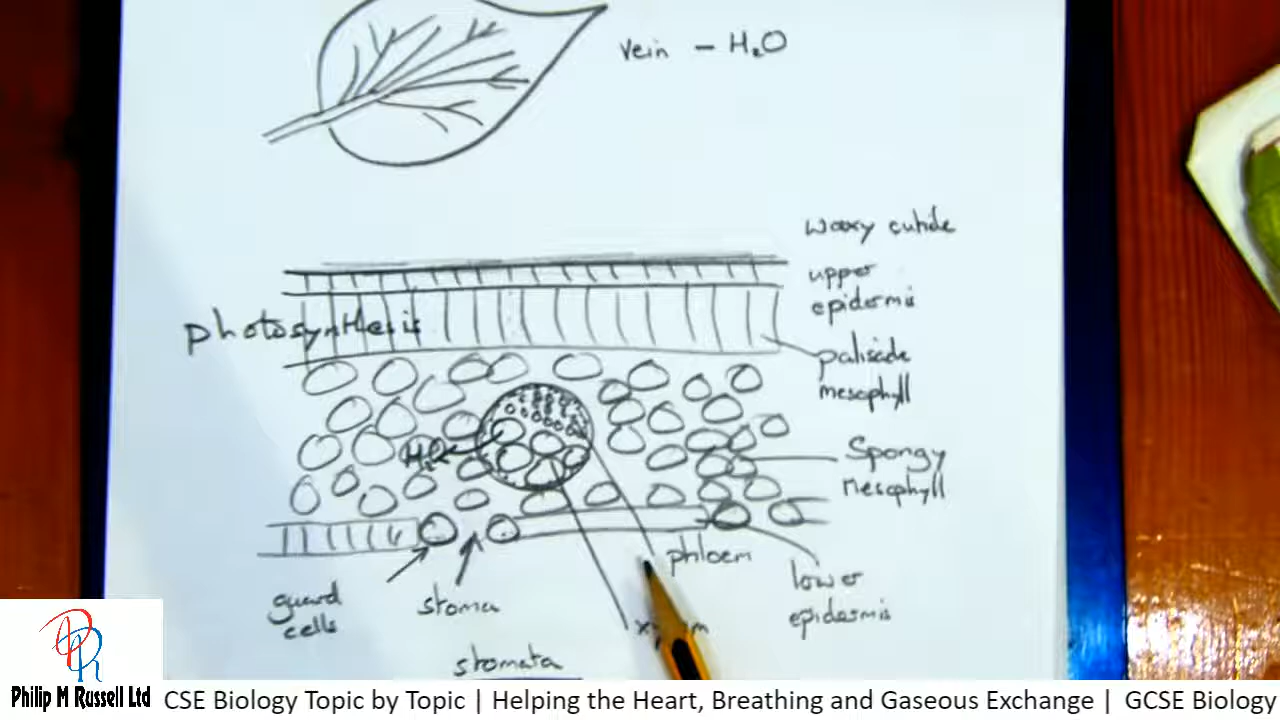 vein - H₂O
waxy cuticle
upper
epidermis
photosynthesis
palisade
mesophyll
Spongy
mesophyll
phloem
lower
epidermis
guard
cells
stoma
stomata
Philip M Russell Ltd
CSE Biology Topic by Topic | Helping the Heart, Breathing and Gaseous Exchange | GCSE Biology